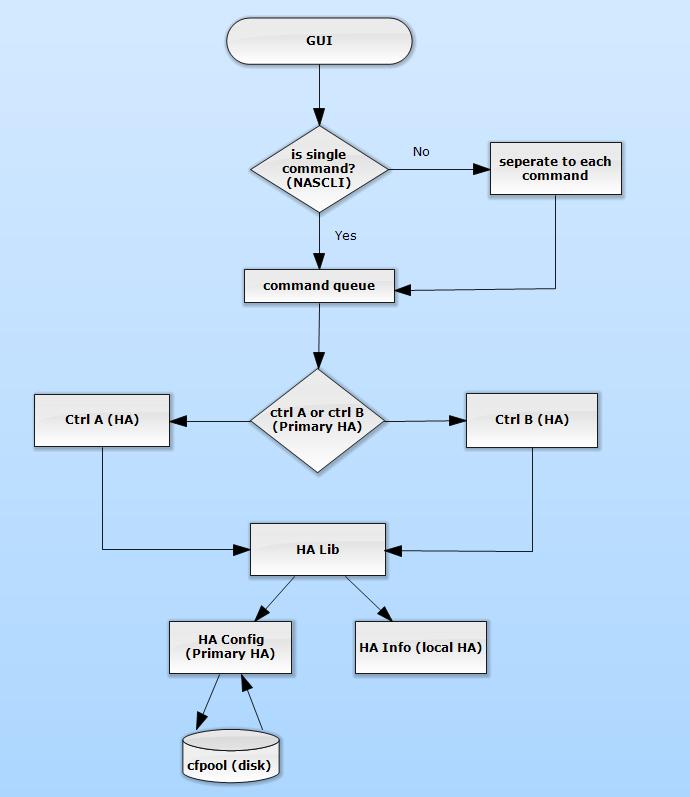 GUI
is single
command?
(NASCLI)
No
seperate to each
command
Yes
command queue
ctrl A or ctrl B
(Primary HA)
Ctrl A (HA)
Ctrl B (HA)
HA Lib
HA Config
(Primary HA)
HA Info (local HA)
cfpool (disk)